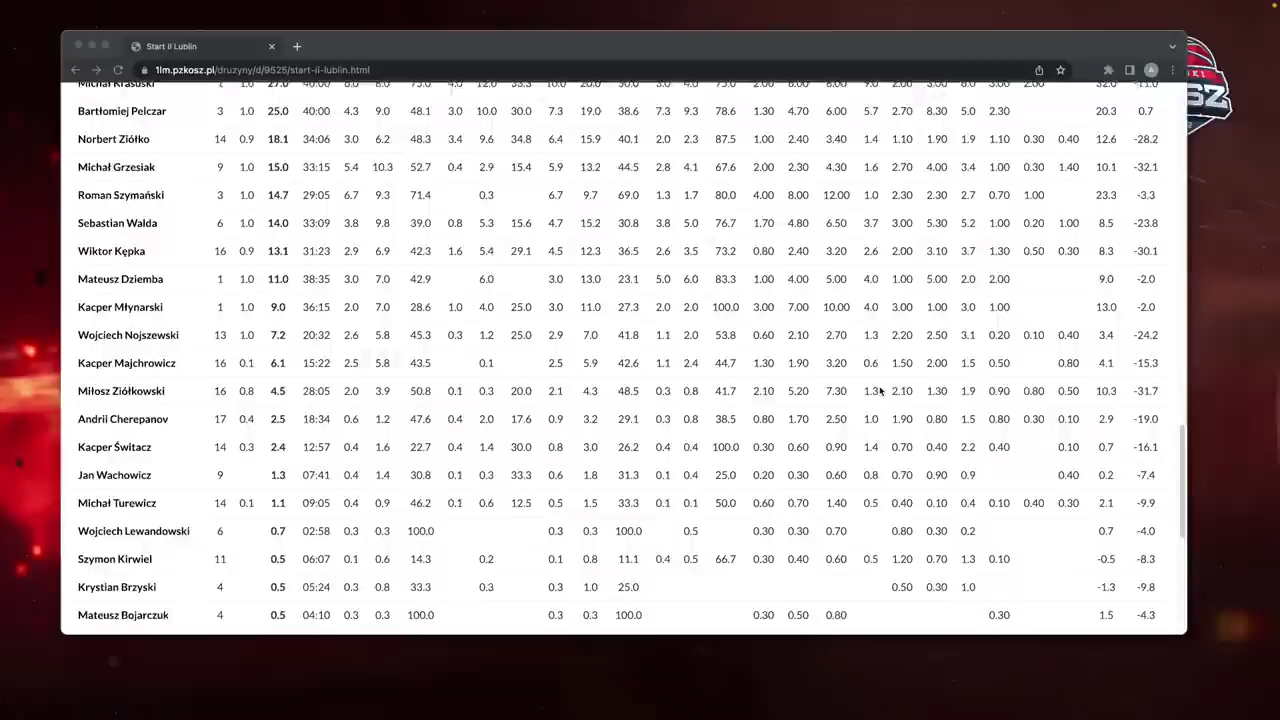 Start II Lublin
1lm.pzkosz.pl/druzyny/d/9525/start-ii-lublin.html
Bartłomiej Pelczar 3 1.0 25.0 40:00 4.3 9.0 48.1 3.0 10.0 30.0 7.3 19.0 38.6 7.3 9.3 78.6 1.30 4.70 6.00 5.7 2.70 8.30 5.0 2.30 20.3 0.7
Norbert Ziółko 14 0.9 18.1 34:06 3.0 6.2 48.3 3.4 9.6 34.8 6.4 15.9 40.1 2.0 2.3 87.5 1.00 2.40 3.40 1.4 1.10 1.90 1.9 1.10 0.30 0.40 12.6 -28.2
Michał Grzesiak 9 1.0 15.0 33:15 5.4 10.3 52.7 0.4 2.9 15.4 5.9 13.2 44.5 2.8 4.1 67.6 2.00 2.30 4.30 1.6 2.70 4.00 3.4 1.00 0.30 1.40 10.1 -32.1
Roman Szymański 3 1.0 14.7 29:05 6.7 9.3 71.4 0.3 6.7 9.7 69.0 1.3 1.7 80.0 4.00 8.00 12.00 1.0 2.30 2.30 2.7 0.70 1.00 23.3 -3.3
Sebastian Walda 6 1.0 14.0 33:09 3.8 9.8 39.0 0.8 5.3 15.6 4.7 15.2 30.8 3.8 5.0 76.7 1.70 4.80 6.50 3.7 3.00 5.30 5.2 1.00 0.20 1.00 8.5 -23.8
Wiktor Kępka 16 0.9 13.1 31:23 2.9 6.9 42.3 1.6 5.4 29.1 4.5 12.3 36.5 2.6 3.5 73.2 0.80 2.40 3.20 2.6 2.00 3.10 3.7 1.30 0.50 0.30 8.3 -30.1
Mateusz Dziemba 1 1.0 11.0 38:35 3.0 7.0 42.9 6.0 3.0 13.0 23.1 5.0 6.0 83.3 1.00 4.00 5.00 4.0 1.00 5.00 2.0 2.00 9.0 -2.0
Kacper Młynarski 1 1.0 9.0 36:15 2.0 7.0 28.6 1.0 4.0 25.0 3.0 11.0 27.3 2.0 2.0 100.0 3.00 7.00 10.00 4.0 3.00 1.00 3.0 1.00 13.0 -2.0
Wojciech Nojszewski 13 1.0 7.2 20:32 2.6 5.8 45.3 0.3 1.2 25.0 2.9 7.0 41.8 1.1 2.0 53.8 0.60 2.10 2.70 1.3 2.20 2.50 3.1 0.20 0.10 0.40 3.4 -24.2
Kacper Majchrowicz 16 0.1 6.1 15:22 2.5 5.8 43.5 0.1 2.5 5.9 42.6 1.1 2.4 44.7 1.30 1.90 3.20 0.6 1.50 2.00 1.5 0.50 0.80 4.1 -15.3
Miłosz Ziółkowski 16 0.8 4.5 28:05 2.0 3.9 50.8 0.1 0.3 20.0 2.1 4.3 48.5 0.3 0.8 41.7 2.10 5.20 7.30 1.3 2.10 1.30 1.9 0.90 0.80 0.50 10.3 -31.7
Andrii Cherepanov 17 0.4 2.5 18:34 0.6 1.2 47.6 0.4 2.0 17.6 0.9 3.2 29.1 0.3 0.8 38.5 0.80 1.70 2.50 1.0 1.90 0.80 1.5 0.80 0.30 0.10 2.9 -19.0
Kacper Świtacz 14 0.3 2.4 12:57 0.4 1.6 22.7 0.4 1.4 30.0 0.8 3.0 26.2 0.4 0.4 100.0 0.30 0.60 0.90 1.4 0.70 0.40 2.2 0.40 0.10 0.7 -16.1
Jan Wachowicz 9 1.3 07:41 0.4 1.4 30.8 0.1 0.3 33.3 0.6 1.8 31.3 0.1 0.4 25.0 0.20 0.30 0.60 0.8 0.70 0.90 0.9 0.40 0.2 -7.4
Michał Turewicz 14 0.1 1.1 09:05 0.4 0.9 46.2 0.1 0.6 12.5 0.5 1.5 33.3 0.1 0.1 50.0 0.60 0.70 1.40 0.5 0.40 0.10 0.4 0.10 0.40 0.30 2.1 -9.9
Wojciech Lewandowski 6 0.7 02:58 0.3 0.3 100.0 0.3 0.3 100.0 0.5 0.30 0.30 0.70 0.80 0.30 0.2 0.7 -4.0
Szymon Kirwiel 11 0.5 06:07 0.1 0.6 14.3 0.2 0.1 0.8 11.1 0.4 0.5 66.7 0.30 0.40 0.60 0.5 1.20 0.70 1.3 0.10 -0.5 -8.3
Krystian Brzyski 4 0.5 05:24 0.3 0.8 33.3 0.3 0.3 1.0 25.0 0.50 0.30 1.0 -1.3 -9.8
Mateusz Bojarczuk 4 0.5 04:10 0.3 0.3 100.0 0.3 0.3 100.0 0.30 0.50 0.80 0.30 1.5 -4.3